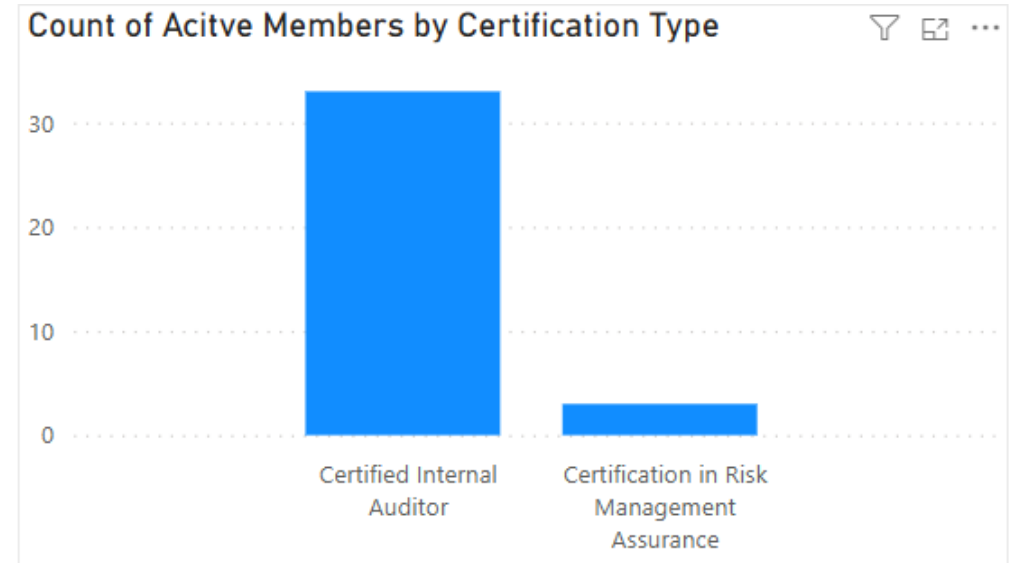 Count of Acitve Members by Certification Type
30
20
10
0
Certified Internal
Auditor
Certification in Risk
Management
Assurance